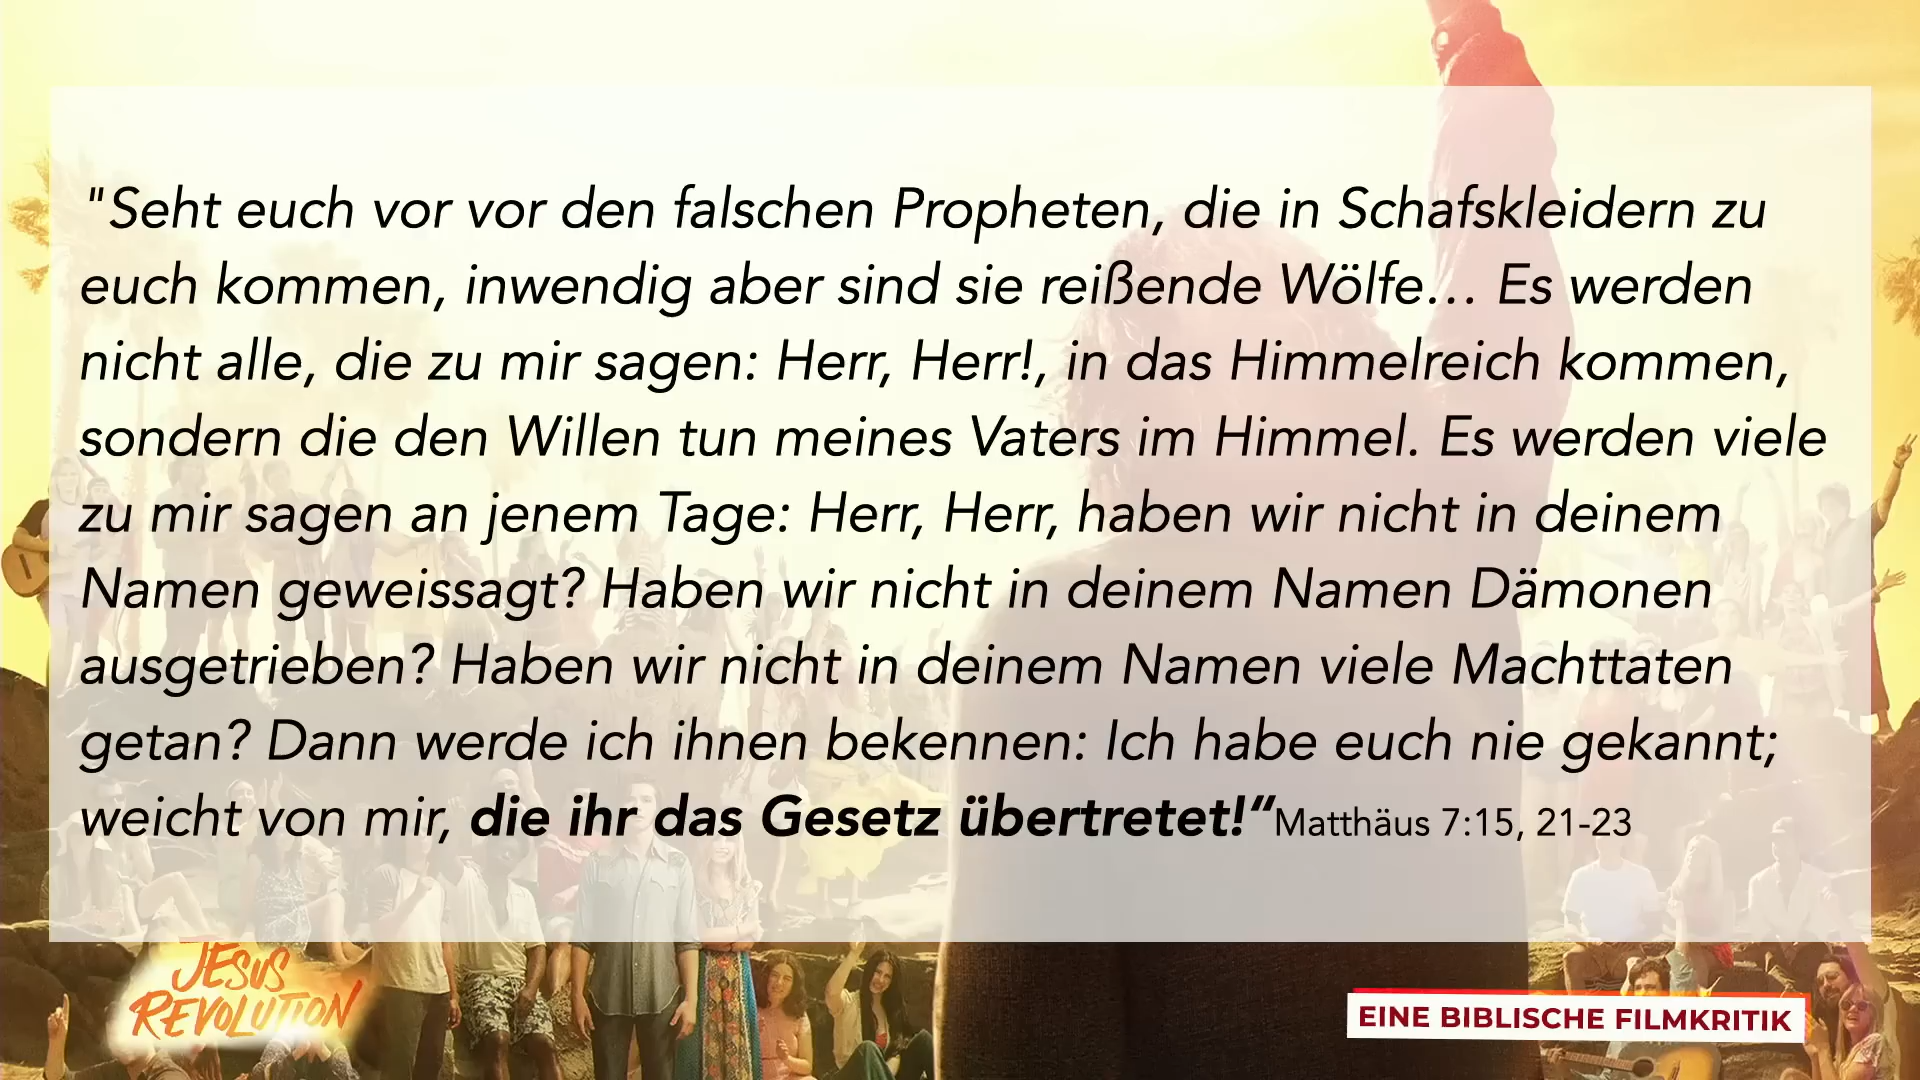 "Seht euch vor vor den falschen Propheten, die in Schafskleidern zu
euch kommen, inwendig aber sind sie reißende Wölfe… Es werden
nicht alle, die zu mir sagen: Herr, Herr!, in das Himmelreich kommen,
sondern die den Willen tun meines Vaters im Himmel. Es werden viele
zu mir sagen an jenem Tage: Herr, Herr, haben wir nicht in deinem
Namen geweissagt? Haben wir nicht in deinem Namen Dämonen
ausgetrieben? Haben wir nicht in deinem Namen viele Machttaten
getan? Dann werde ich ihnen bekennen: Ich habe euch nie gekannt;
weicht von mir, die ihr das Gesetz übertretet!“Matthäus 7:15, 21-23
JESUS
REVOLUTION
EINE BIBLISCHE FILMKRITIK